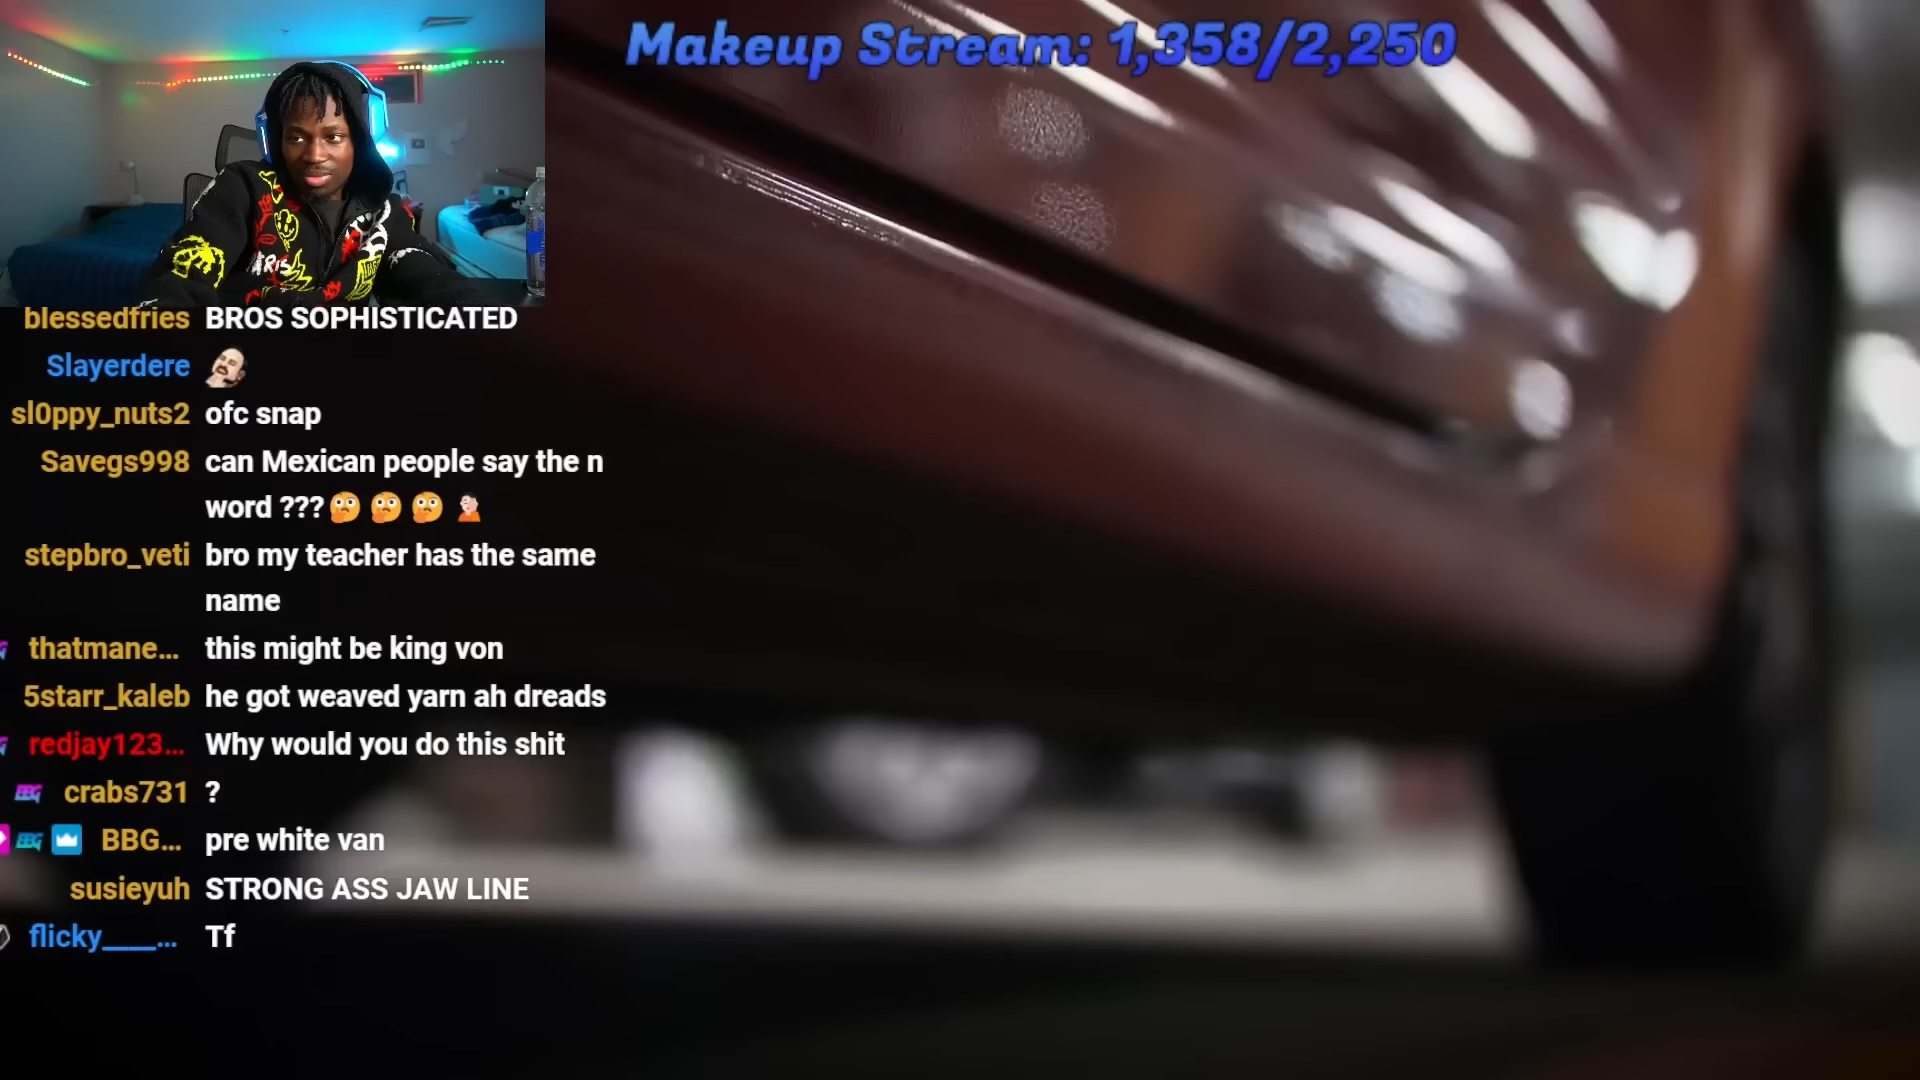 Makeup Stream: 1,358/2,250
blessedfries BROS SOPHISTICATED
Slayerdere
sl0ppy_nuts2 ofc snap
Savegs998 can Mexican people say the n
word ???
stepbro_veti bro my teacher has the same
name
thatmane... this might be king von
5starr_kaleb he got weaved yarn ah dreads
redjay123... Why would you do this shit
BBG crabs731 ?
BBG BBG... pre white van
susieyuh STRONG ASS JAW LINE
flicky____... Tf